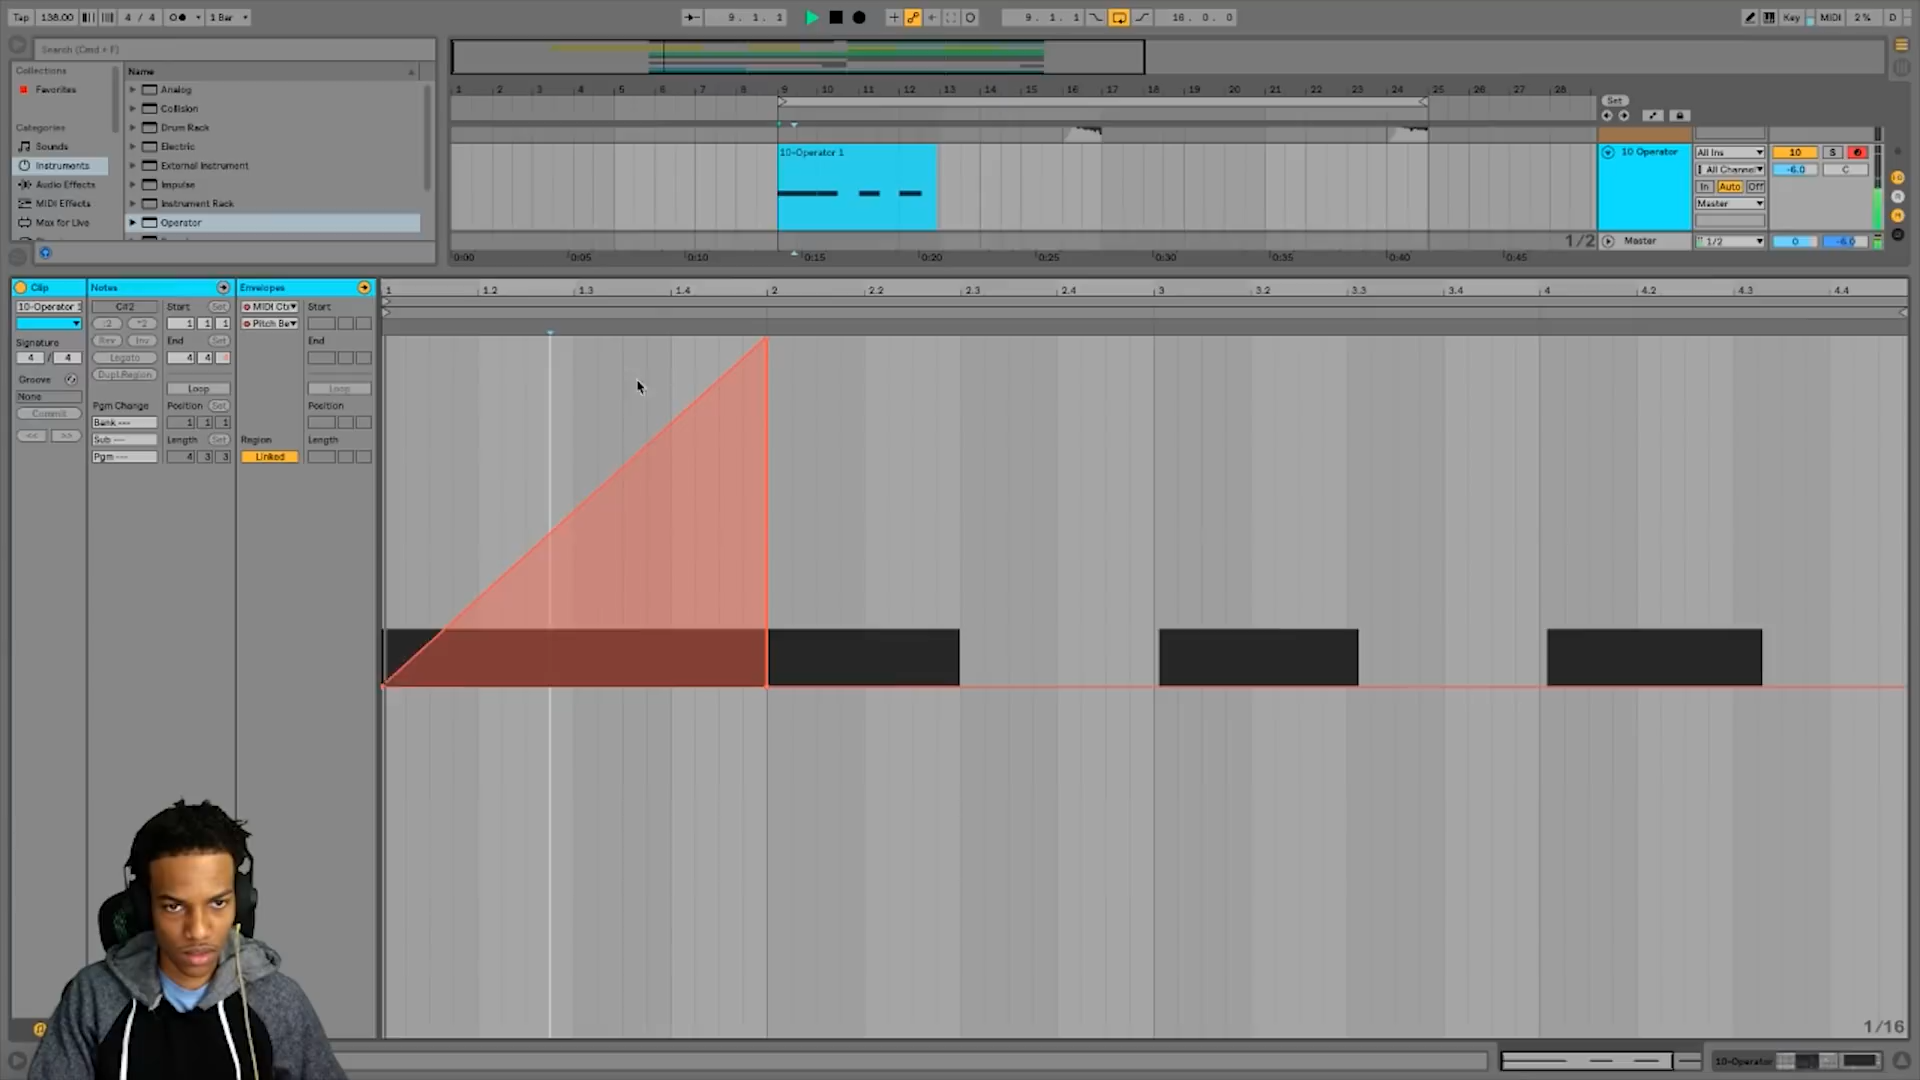 Tap 138.00 4 / 4 1 Bar 9. 1. 1 9. 1. 1 16. 0. 0 Key MIDI 2 % D
Search (Cmd + F)
Collections
Favorites
Categories
Sounds
Instruments
Audio Effects
MIDI Effects
Max for Live
Name
Analog
Collision
Drum Rack
Electric
External Instrument
Impulse
Instrument Rack
Operator
1 2 3 4 5 6 7 8 9 10 11 12 13 14 15 16 17 18 19 20 21 22 23 24 25 26 27 28
Set
10-Operator 1
10 Operator
All Ins
All Channel
In Auto Off
Master
10 S
-6.0 C
1/2
Master 1/2 0 -6.0
0:00 0:05 0:10 0:15 0:20 0:25 0:30 0:35 0:40 0:45
Clip
10-Operator 1
Signature
4 / 4
Groove
None
Commit
<< >>
Notes
C#2
:2 *2
Rev Inv
Legato
Dupl.Region
Pgm Change
Bank ---
Sub ---
Pgm ---
Start Set
1 1 1
End Set
4 4 4
Loop
Position Set
1 1 1
Length Set
4 3 3
Envelopes
MIDI Ctr
Pitch Be
Region
Linked
Start
End
Loop
Position
Length
1 1.2 1.3 1.4 2 2.2 2.3 2.4 3 3.2 3.3 3.4 4 4.2 4.3 4.4
1/16
10-Operator